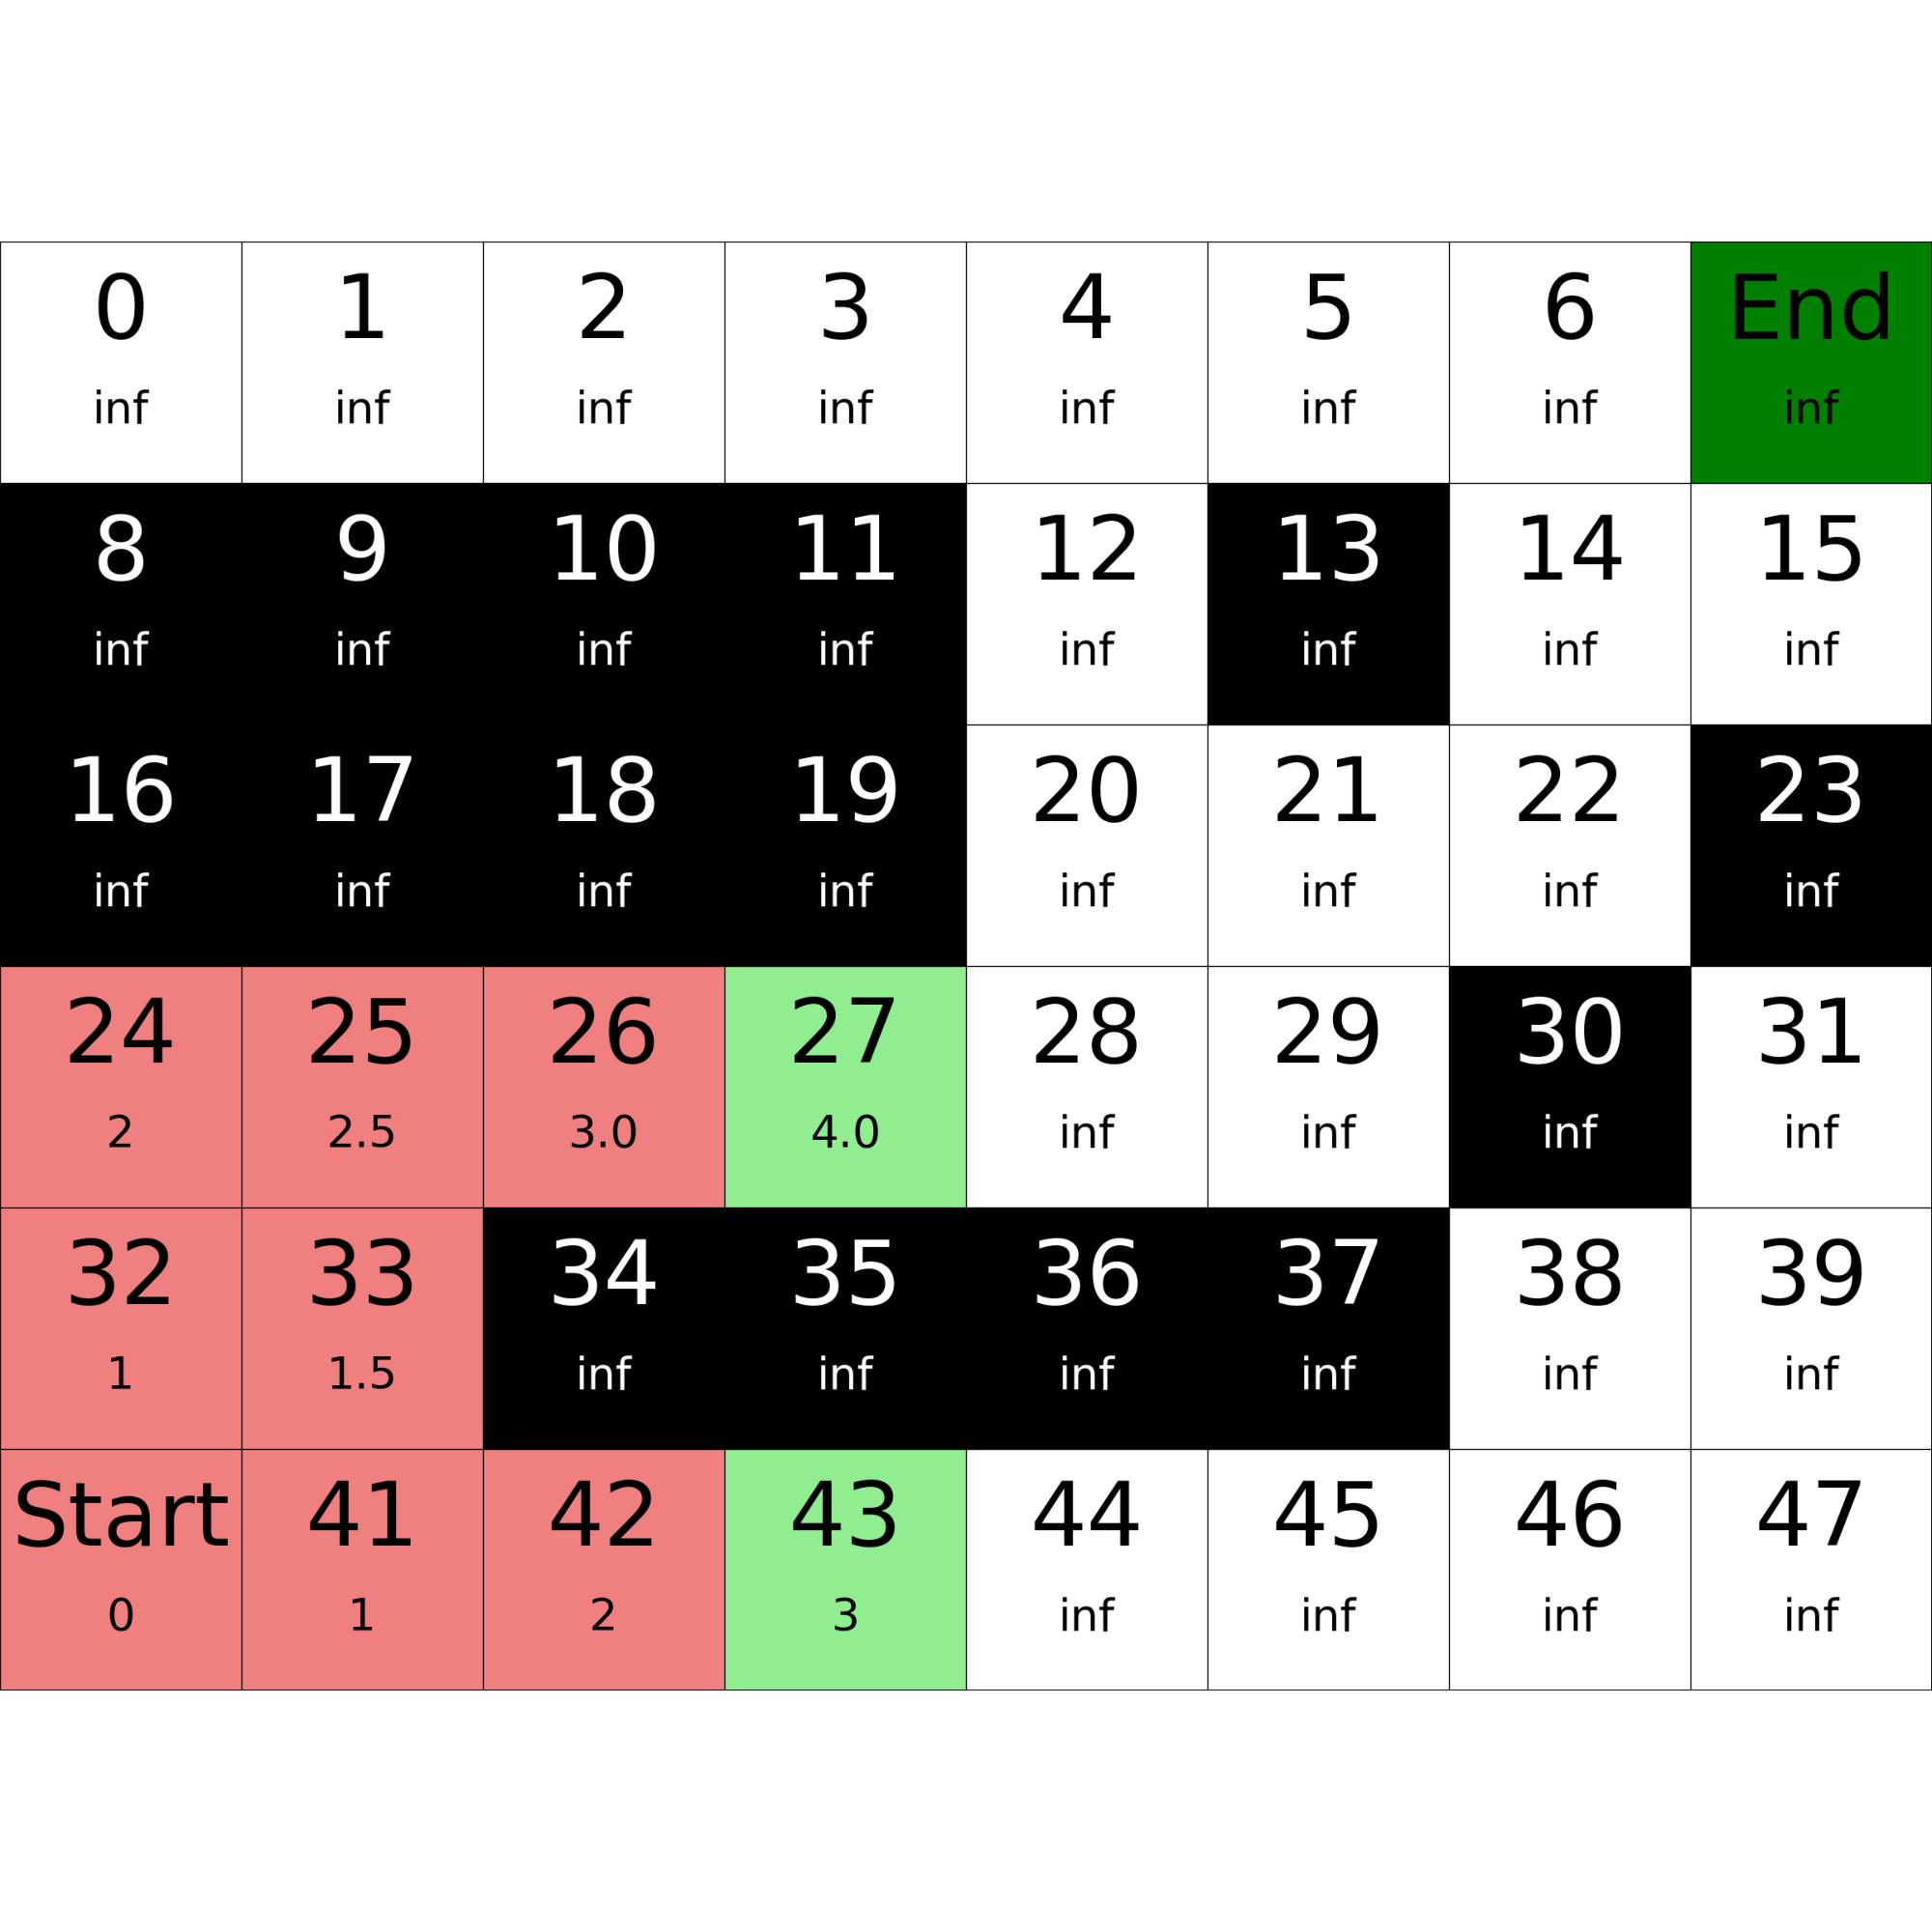 0 1 2 3 4 5 6 End
inf inf inf inf inf inf inf inf
8 9 10 11 12 13 14 15
inf inf inf inf inf inf inf inf
16 17 18 19 20 21 22 23
inf inf inf inf inf inf inf inf
24 25 26 27 28 29 30 31
2 2.5 3.0 4.0 inf inf inf inf
32 33 34 35 36 37 38 39
1 1.5 inf inf inf inf inf inf
Start 41 42 43 44 45 46 47
0 1 2 3 inf inf inf inf